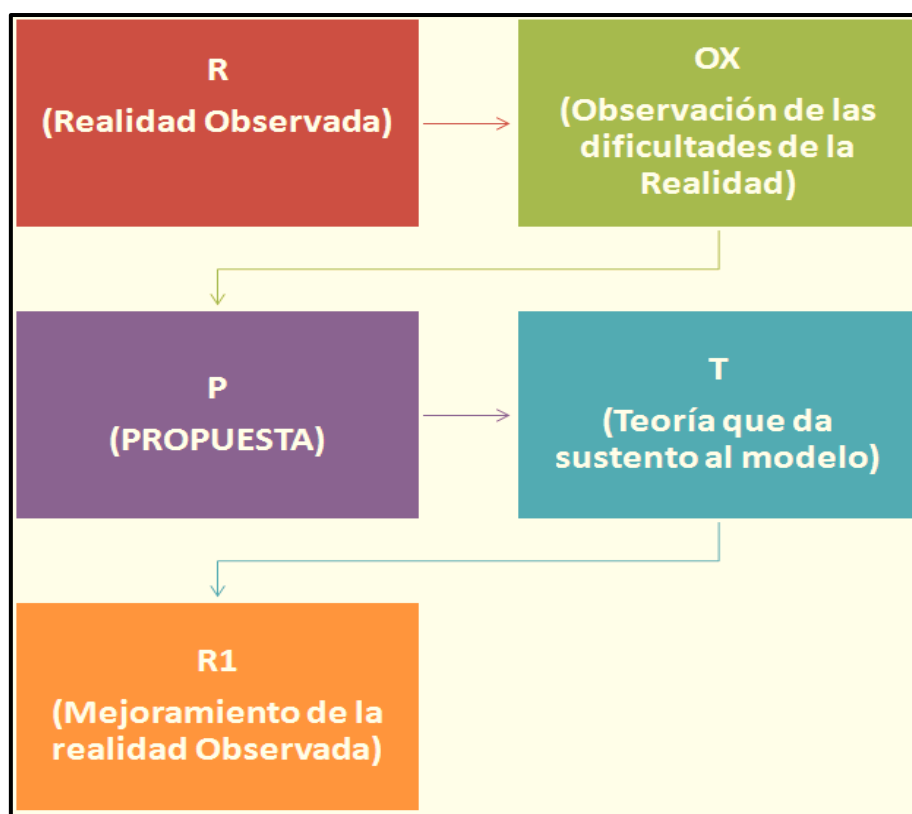 R
(Realidad Observada)
OX
(Observación de las
dificultades de la
Realidad)
P
(PROPUESTA)
T
(Teoría que da
sustento al modelo)
R1
(Mejoramiento de la
realidad Observada)